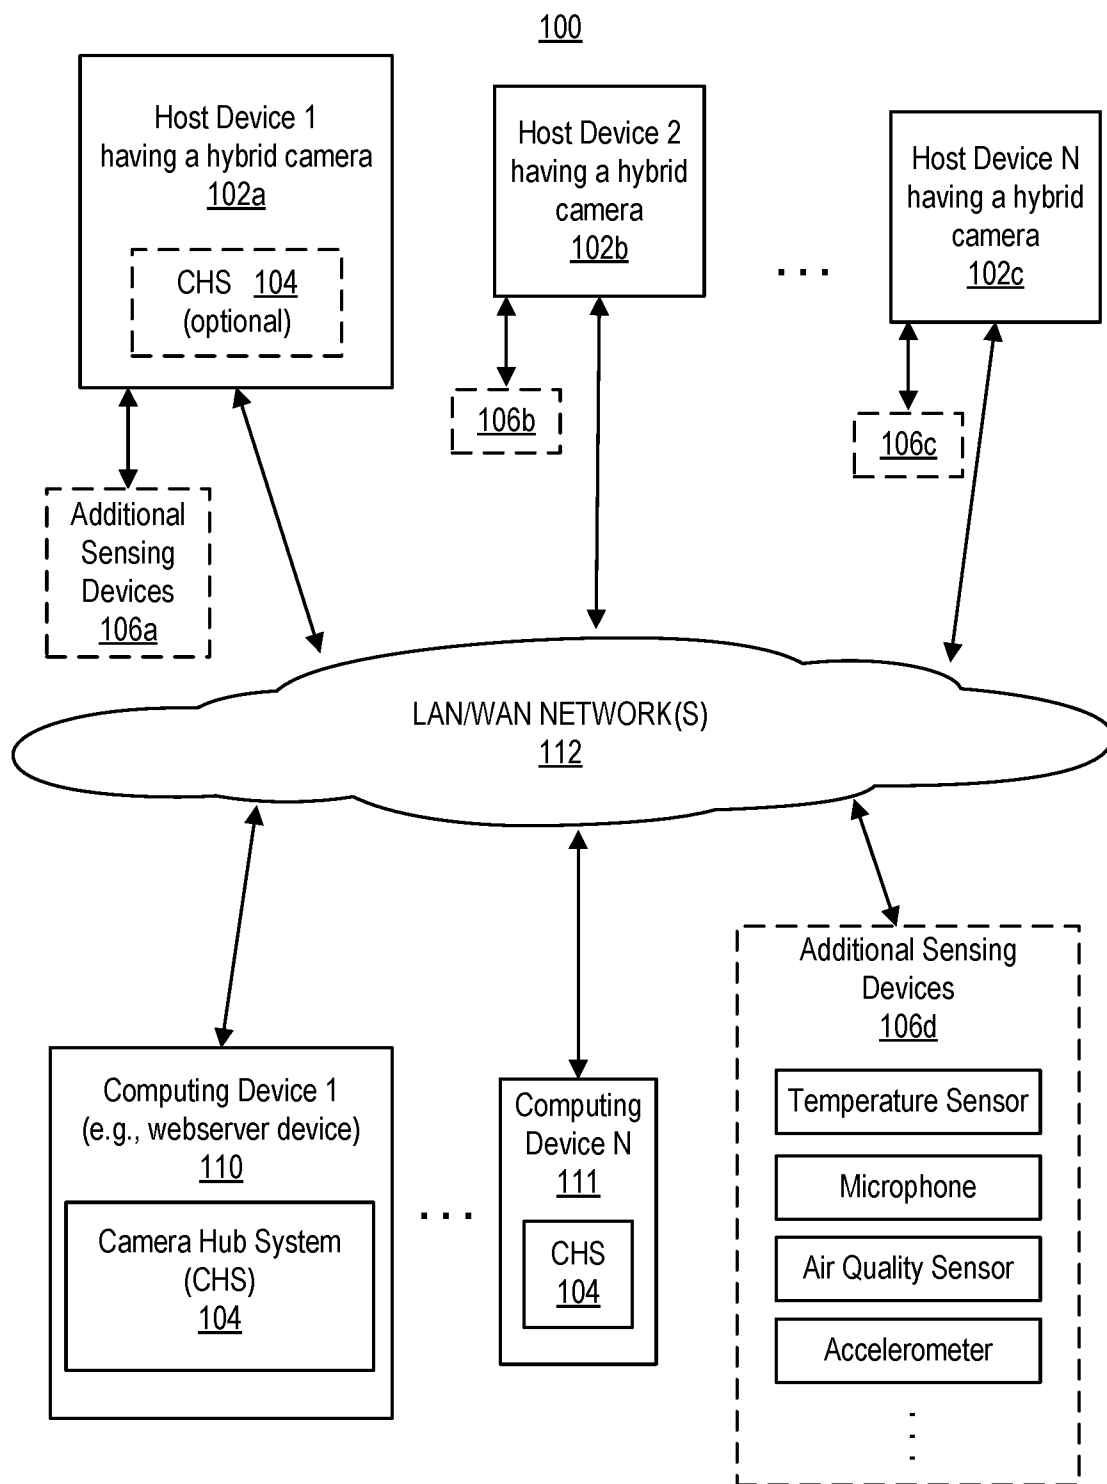 100
Host Device 1
having a hybrid camera
102a
CHS 104
(optional)
Host Device 2
having a hybrid
camera
102b
. . .
Host Device N
having a hybrid
camera
102c
Additional
Sensing
Devices
106a
106b
106c
LAN/WAN NETWORK(S)
112
Computing Device 1
(e.g., webserver device)
110
Camera Hub System
(CHS)
104
. . .
Computing
Device N
111
CHS
104
Additional Sensing
Devices
106d
Temperature Sensor
Microphone
Air Quality Sensor
Accelerometer